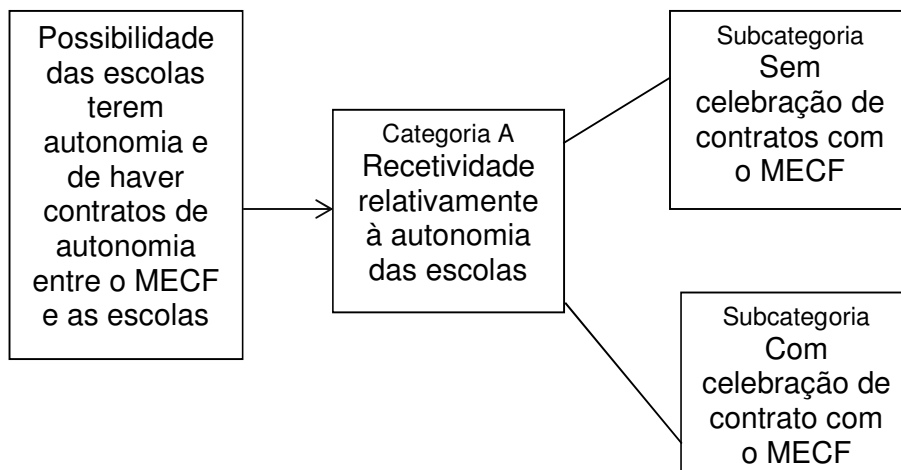 Possibilidade
das escolas
terem
autonomia e
de haver
contratos de
autonomia
entre o MECF
e as escolas
Categoria A
Recetividade
relativamente
à autonomia
das escolas
Subcategoria
Sem
celebração de
contratos com
o MECF
Subcategoria
Com
celebração de
contrato com
o MECF